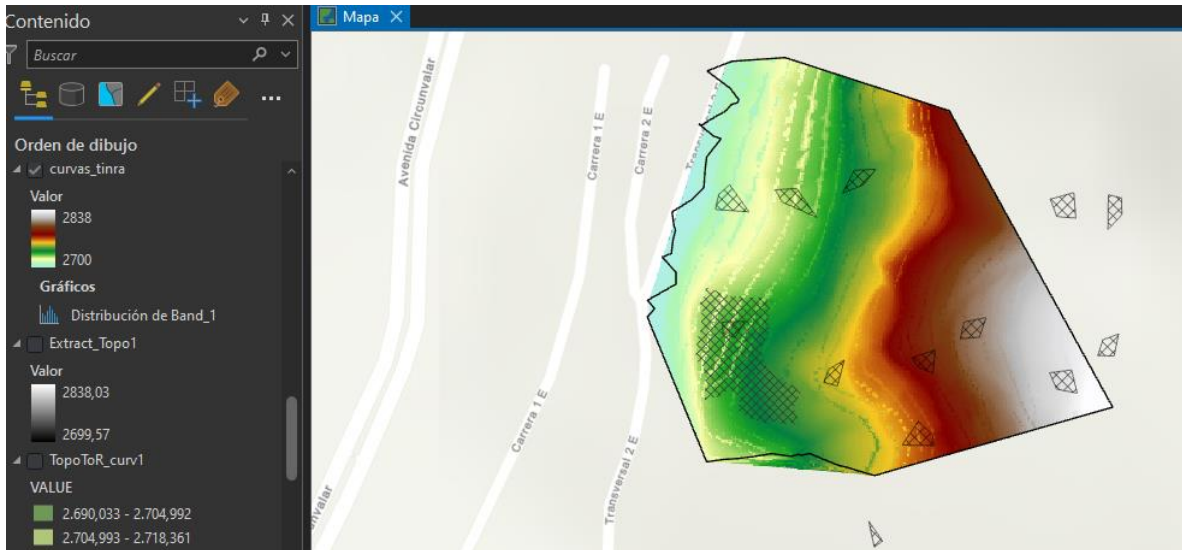 Contenido
Buscar
Orden de dibujo
curvas_tinra
Valor
2838
2700
Gráficos
Distribución de Band_1
Extract_Topo1
Valor
2838,03
2699,57
TopoToR_curv1
VALUE
2.690,033 - 2.704,992
2.704,993 - 2.718,361
Mapa
Avenida Circunvalar
Carrera 1 E
Carrera 2 E
Carrera 1 E
Transversal 2 E